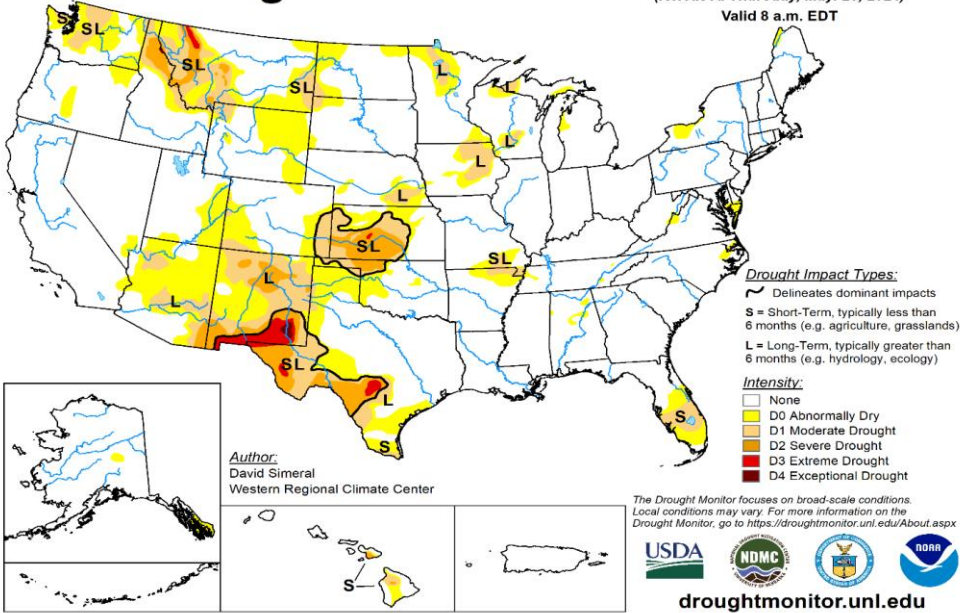 Valid 8 a.m. EDT
S
SL
SL
SL
L
L
L
L
L
SL
SL
L
L
SL
L
S
S
Drought Impact Types:
Delineates dominant impacts
S = Short-Term, typically less than
6 months (e.g. agriculture, grasslands)
L = Long-Term, typically greater than
6 months (e.g. hydrology, ecology)
Intensity:
None
D0 Abnormally Dry
D1 Moderate Drought
D2 Severe Drought
D3 Extreme Drought
D4 Exceptional Drought
Author:
David Simeral
Western Regional Climate Center
S
The Drought Monitor focuses on broad-scale conditions.
Local conditions may vary. For more information on the
Drought Monitor, go to https://droughtmonitor.unl.edu/About.aspx
USDA
NDMC
NOAA
droughtmonitor.unl.edu